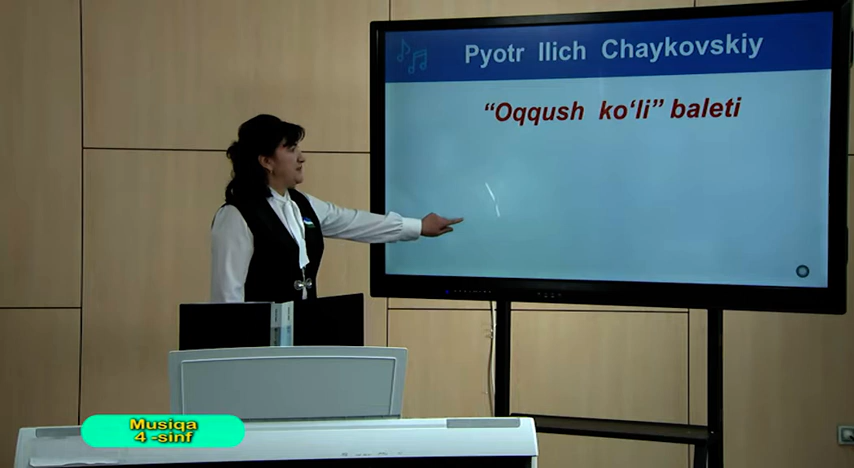 Pyotr Ilich Chaykovskiy
“Oqqush ko‘li” baleti
Musiqa
4 -sinf